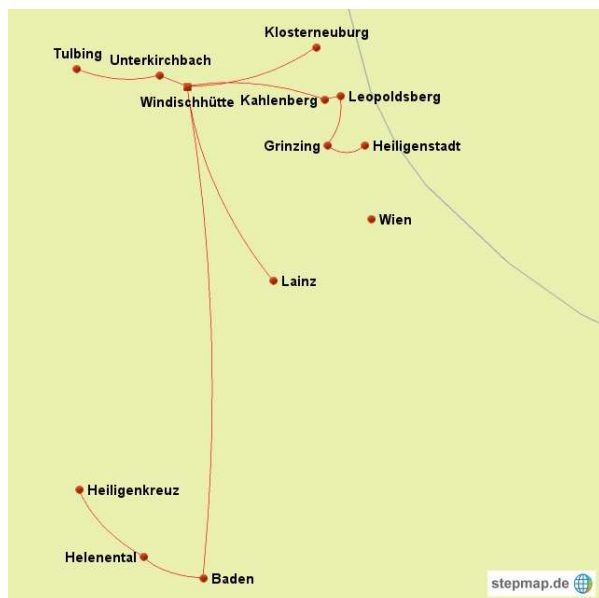 Klosterneuburg
Tulbing
Unterkirchbach
Windischhütte
Kahlenberg
Leopoldsberg
Grinzing
Heiligenstadt
Wien
Lainz
Heiligenkreuz
Helenental
Baden
stepmap.de